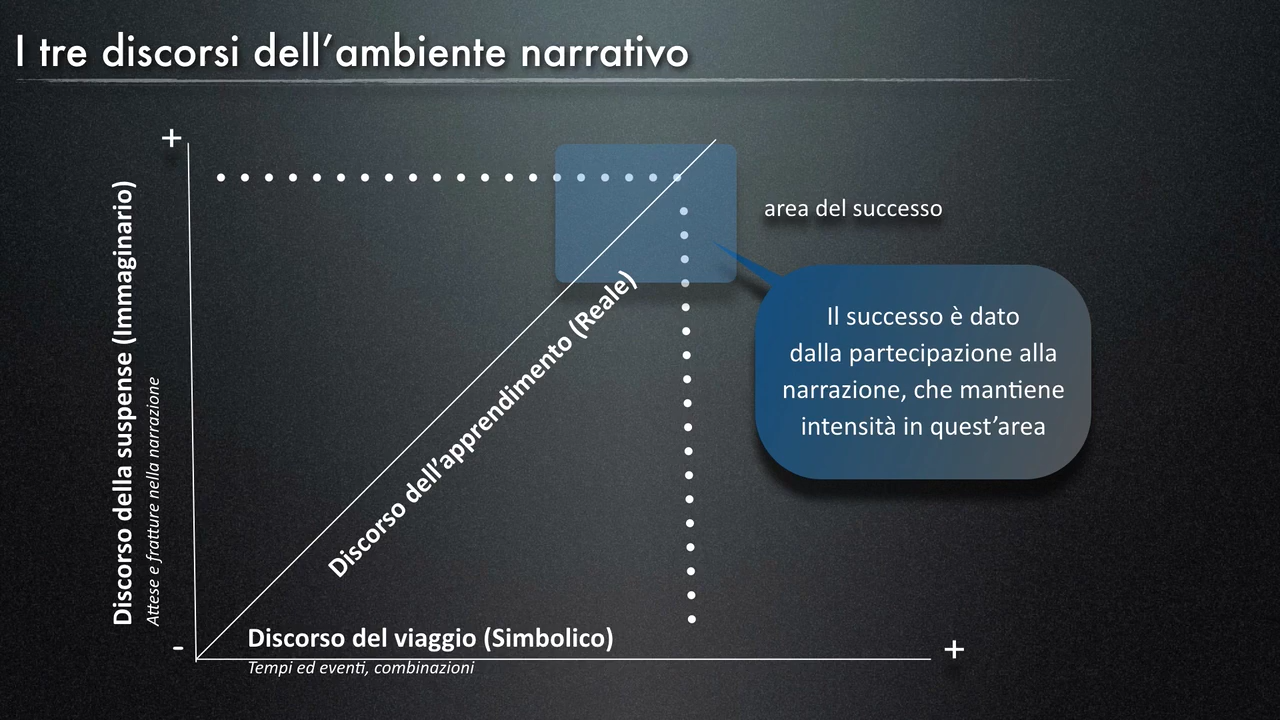 I tre discorsi dell’ambiente narrativo
+
Discorso della suspense (Immaginario)
Attese e fratture nella narrazione
area del successo
Il successo è dato
dalla partecipazione alla
narrazione, che mantiene
intensità in quest’area
Discorso dell’apprendimento (Reale)
-
Discorso del viaggio (Simbolico)
Tempi ed eventi, combinazioni
+